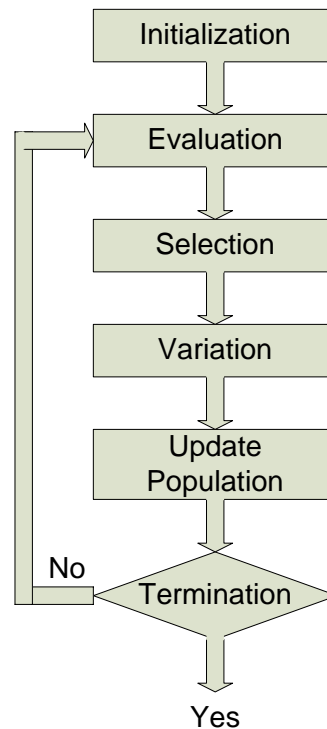 Initialization
Evaluation
Selection
Variation
Update
Population
No
Termination
Yes